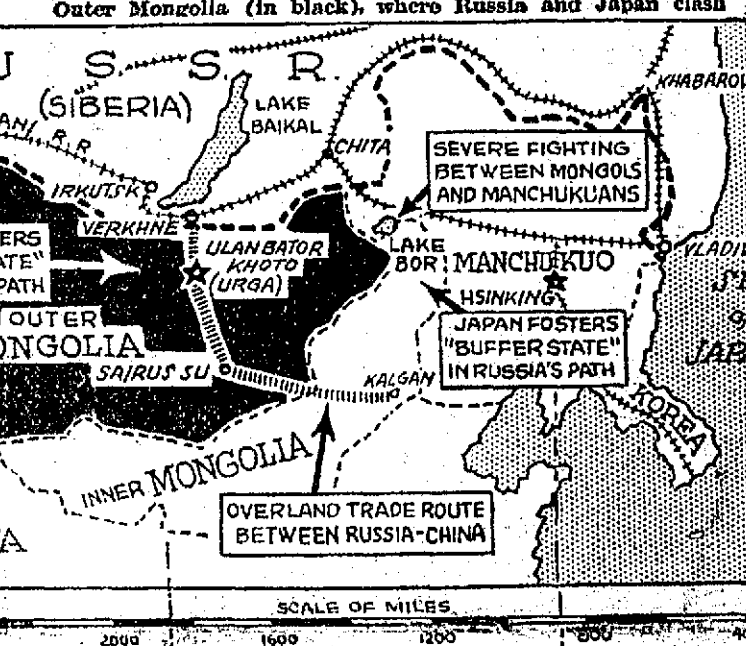 Outer Mongolia (in black), where Russia and Japan clash
U S S R.
(SIBERIA)
LAKE
BAIKAL
KHABAROV
R. R.
CHITA
SEVERE FIGHTING
BETWEEN MONGOLS
AND MANCHUKUANS
IRKUTSK
VERKHNE
ERS
ATE"
PATH
ULAN BATOR
KHOTO
(URGA)
LAKE
BOR
MANCHUKUO
VLADI
HSINKING
OUTER
ONGOLIA
JAPAN FOSTERS
"BUFFER STATE"
IN RUSSIA'S PATH
JAP
SAIRUS SU
KALGAN
KOREA
INNER MONGOLIA
OVERLAND TRADE ROUTE
BETWEEN RUSSIA-CHINA
A
SCALE OF MILES
2000 1600 1200 800 40